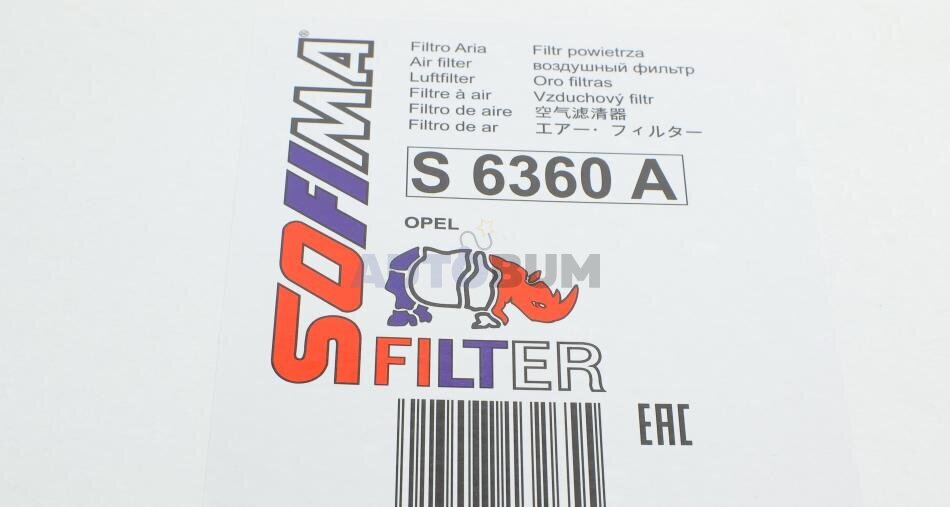 SOFIMA®
Filtro Aria
Air filter
Luftfilter
Filtre à air
Filtro de aire
Filtro de ar
Filtr powietrza
воздушный фильтр
Oro filtras
Vzduchový filtr
空气滤清器
エアー・フィルター
S 6360 A
OPEL
AUTOBUM
FILTER
EAC